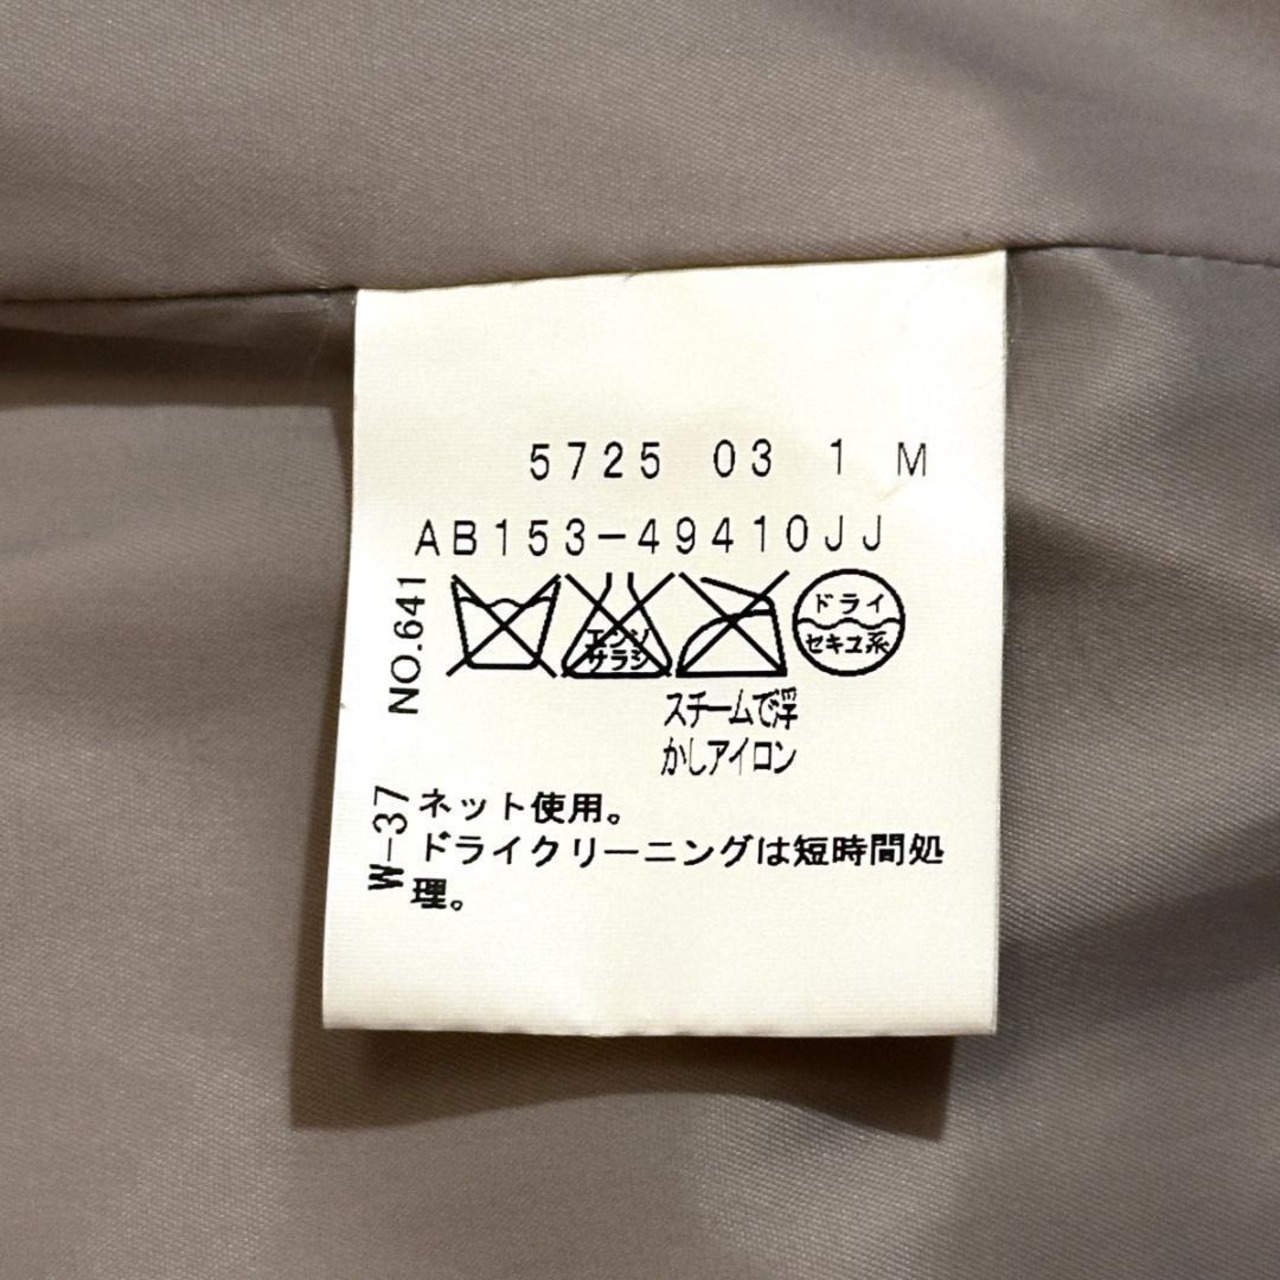 5725 03 1 M
AB153-49410JJ
NO.641
エンソ
サラシ
ドライ
セキユ系
スチームで浮
かしアイロン
W-37
ネット使用。
ドライクリーニングは短時間処
理。